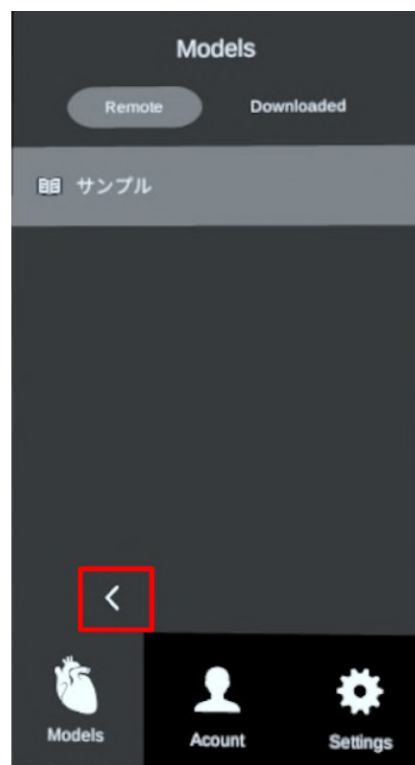 Models
Remote
Downloaded
サンプル
Models
Acount
Settings